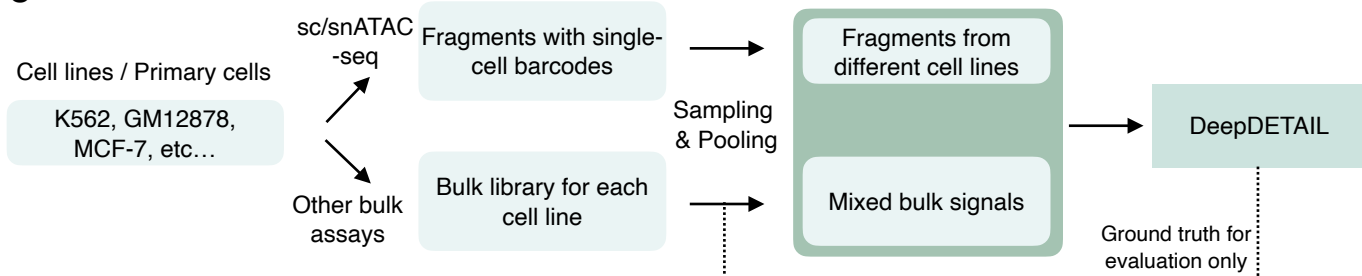 Cell lines / Primary cells
K562, GM12878,
MCF-7, etc…
sc/snATAC
-seq
Other bulk
assays
Fragments with single-
cell barcodes
Bulk library for each
cell line
Sampling
& Pooling
Fragments from
different cell lines
Mixed bulk signals
DeepDETAIL
Ground truth for
evaluation only